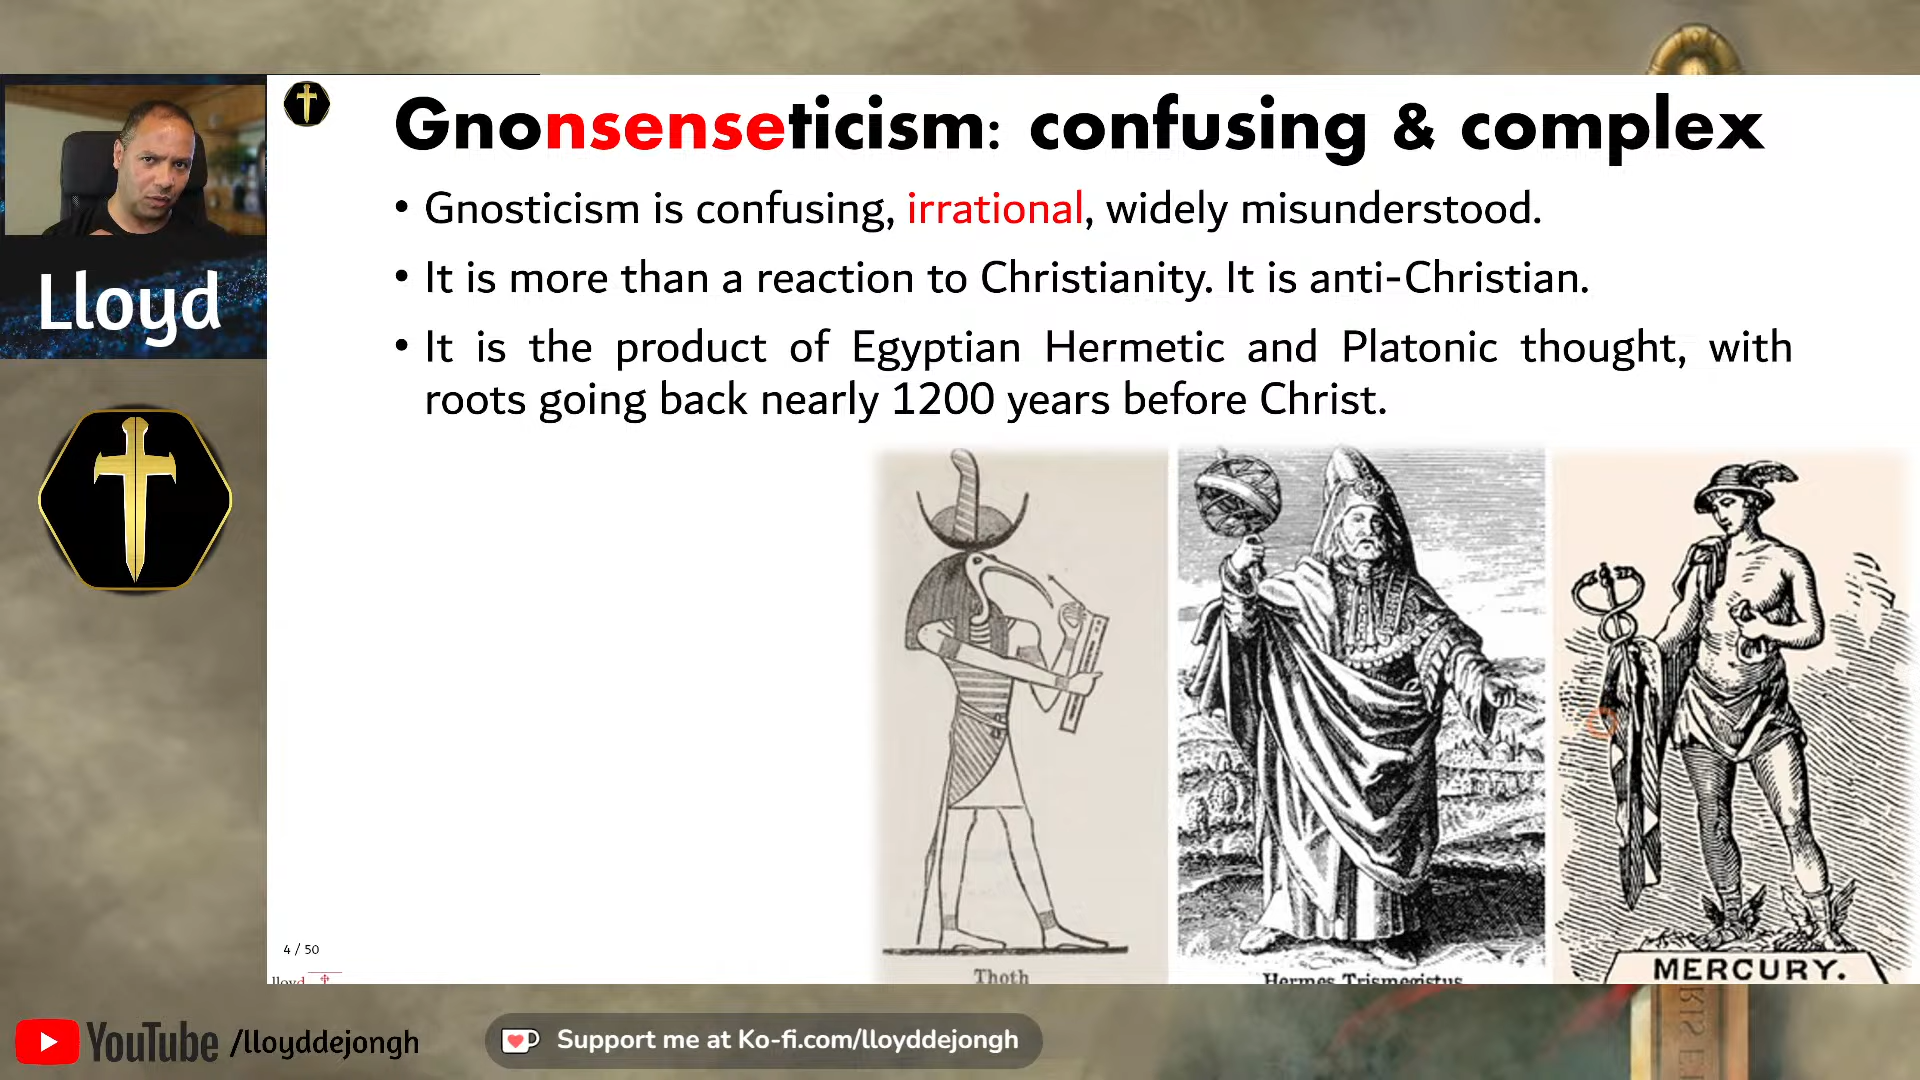 Gnonsenseticism: confusing & complex
• Gnosticism is confusing, irrational, widely misunderstood.
• It is more than a reaction to Christianity. It is anti-Christian.
• It is the product of Egyptian Hermetic and Platonic thought, with
roots going back nearly 1200 years before Christ.
Lloyd
Thoth
Hermes Trismegistus
MERCURY.
4 / 50
lloyd
YouTube /lloyddejongh
Support me at Ko-fi.com/lloyddejongh